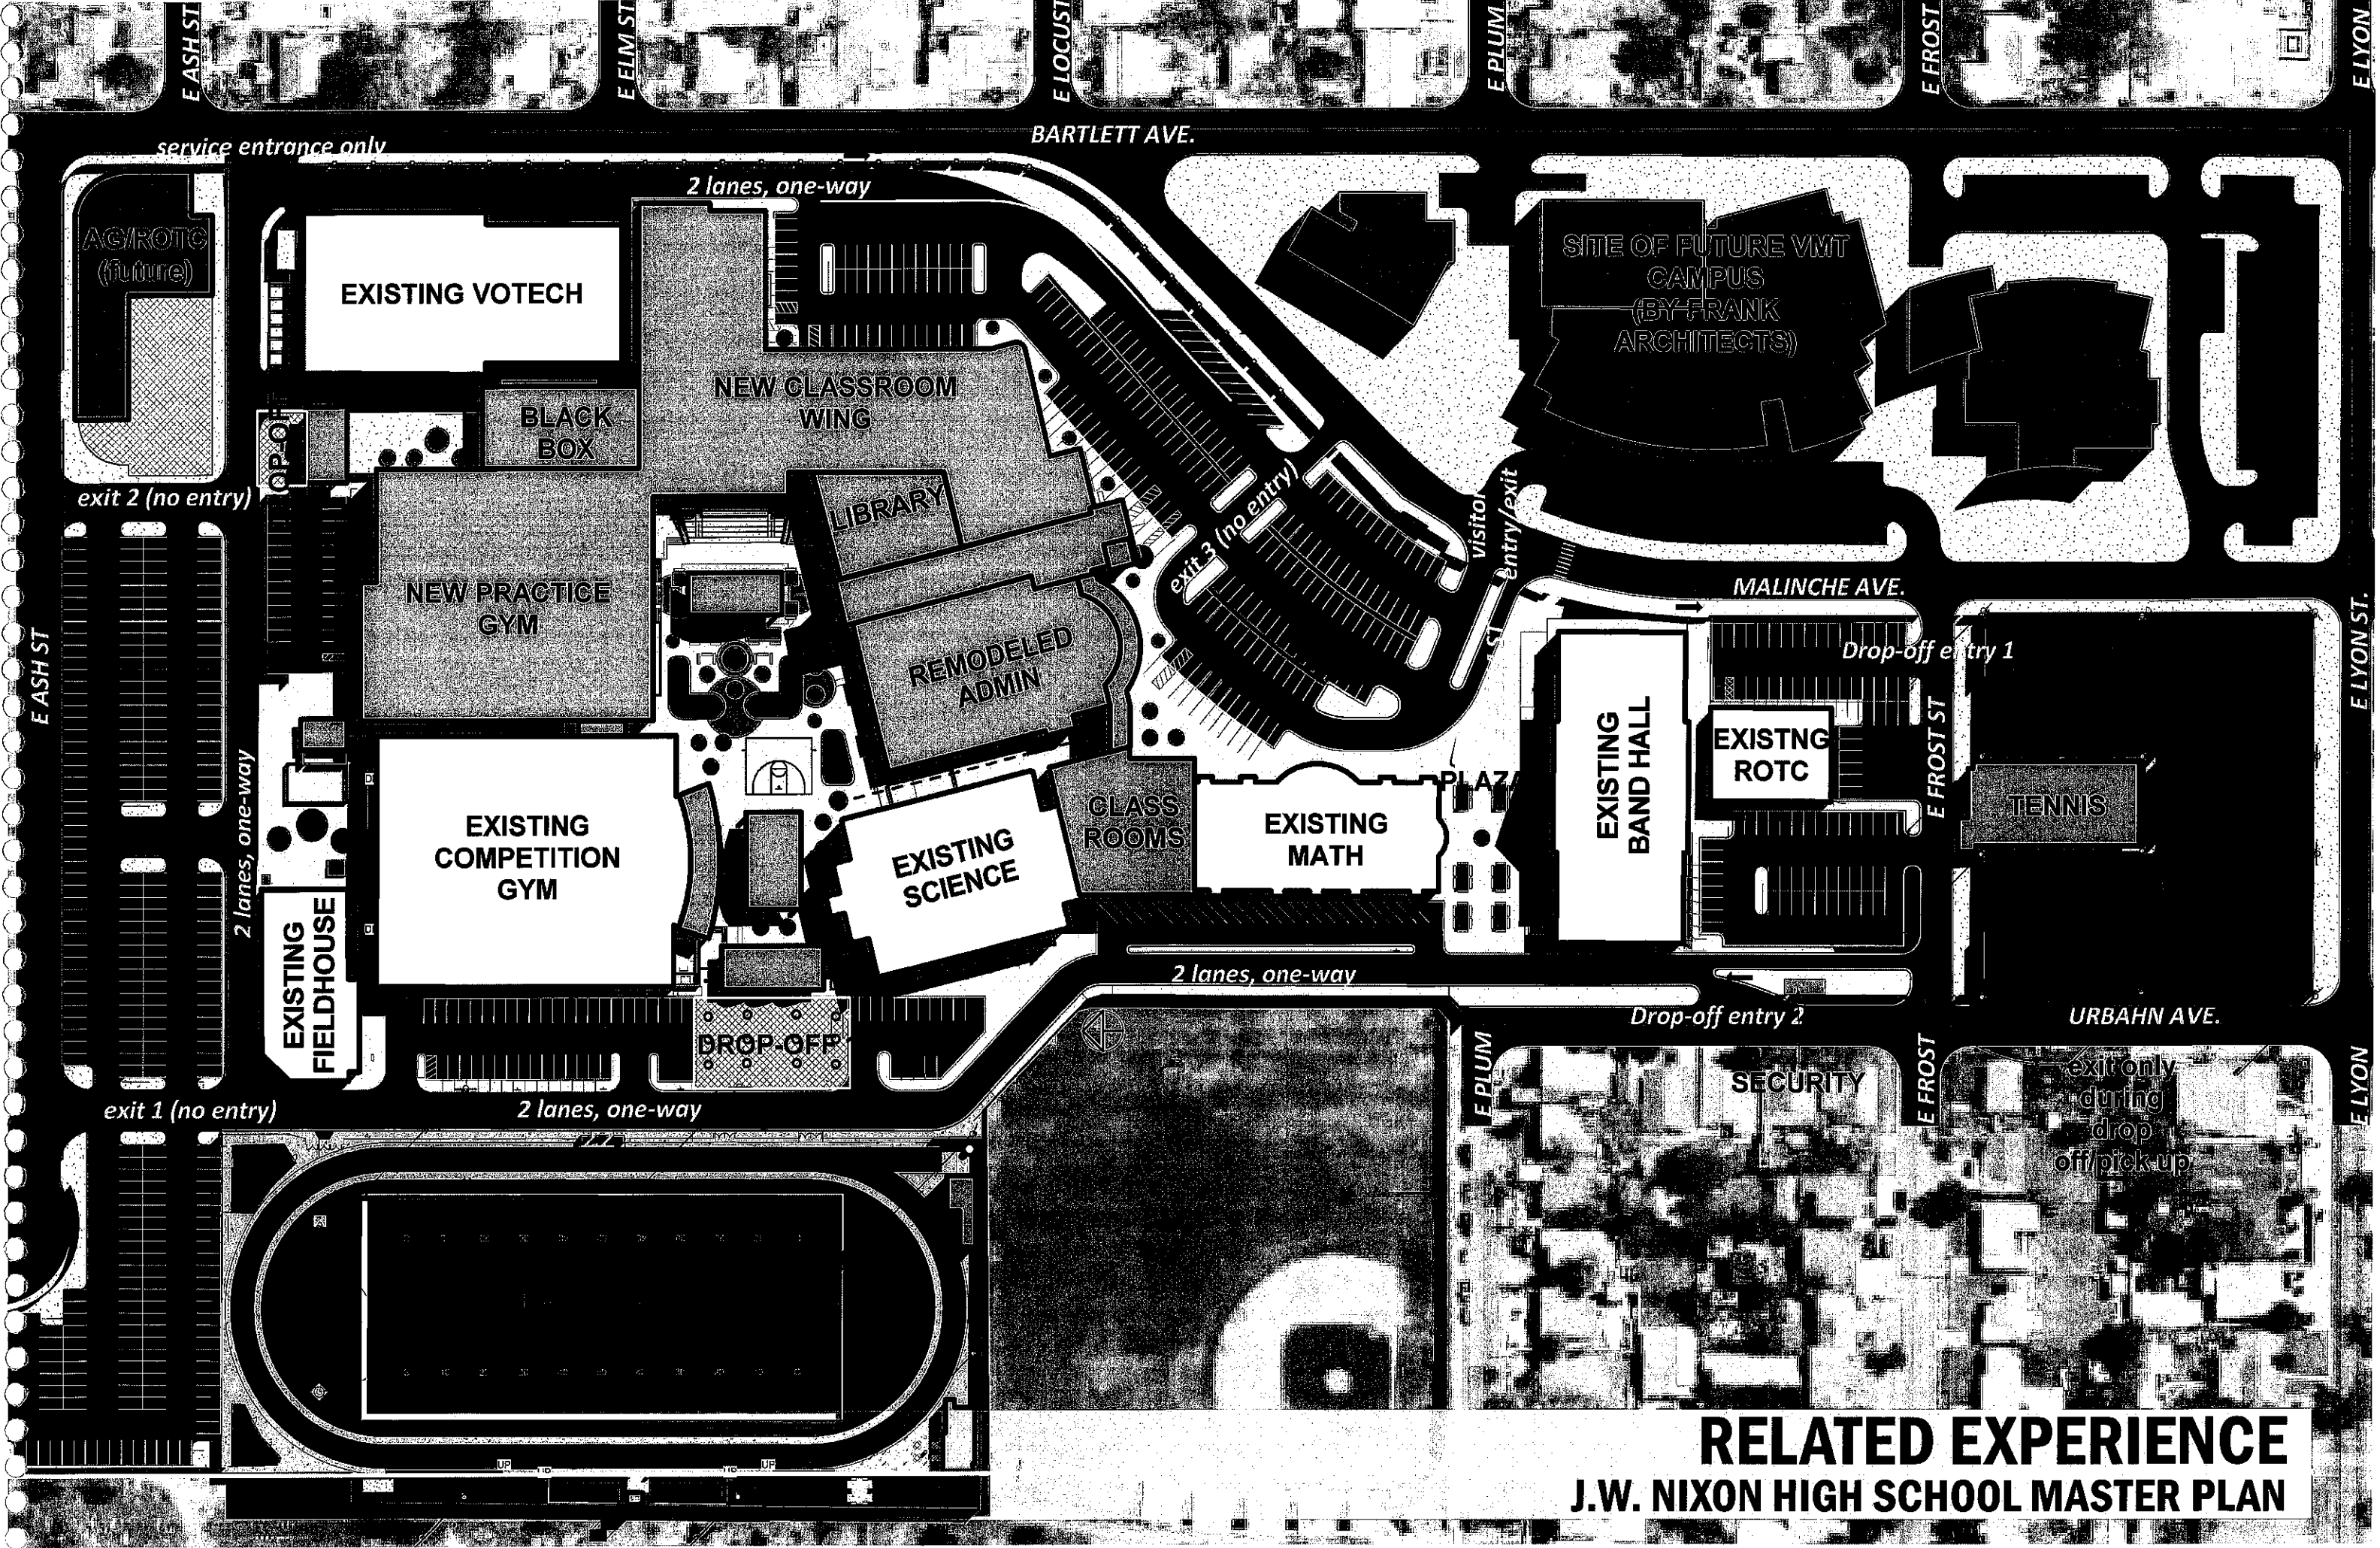 E ASH ST
E ELM ST
E LOCUST
E PLUM
E FROST
E LYON
BARTLETT AVE.
service entrance only
2 lanes, one-way
AG/ROTC
(future)
EXISTING VOTECH
SITE OF FUTURE VMT
CAMPUS
(BY FRANK
ARCHITECTS)
NEW CLASSROOM
WING
BLACK
BOX
LIBRARY
exit 2 (no entry)
exit 3 (no entry)
visitor
entry/exit
NEW PRACTICE
GYM
REMODELED
ADMIN
MALINCHE AVE.
Drop-off entry 1
E ASH ST
E LYON ST.
2 lanes, one-way
EXISTING
BAND HALL
EXISTNG
ROTC
E FROST ST
TENNIS
PLAZA
EXISTING
COMPETITION
GYM
EXISTING
SCIENCE
CLASS
ROOMS
EXISTING
MATH
EXISTING
FIELDHOUSE
2 lanes, one-way
DROP-OFF
Drop-off entry 2
URBAHN AVE.
E PLUM
SECURITY
E FROST
exit only
during
drop
off/pick-up
E LYON
exit 1 (no entry)
2 lanes, one-way
UP
UP
RELATED EXPERIENCE
J.W. NIXON HIGH SCHOOL MASTER PLAN